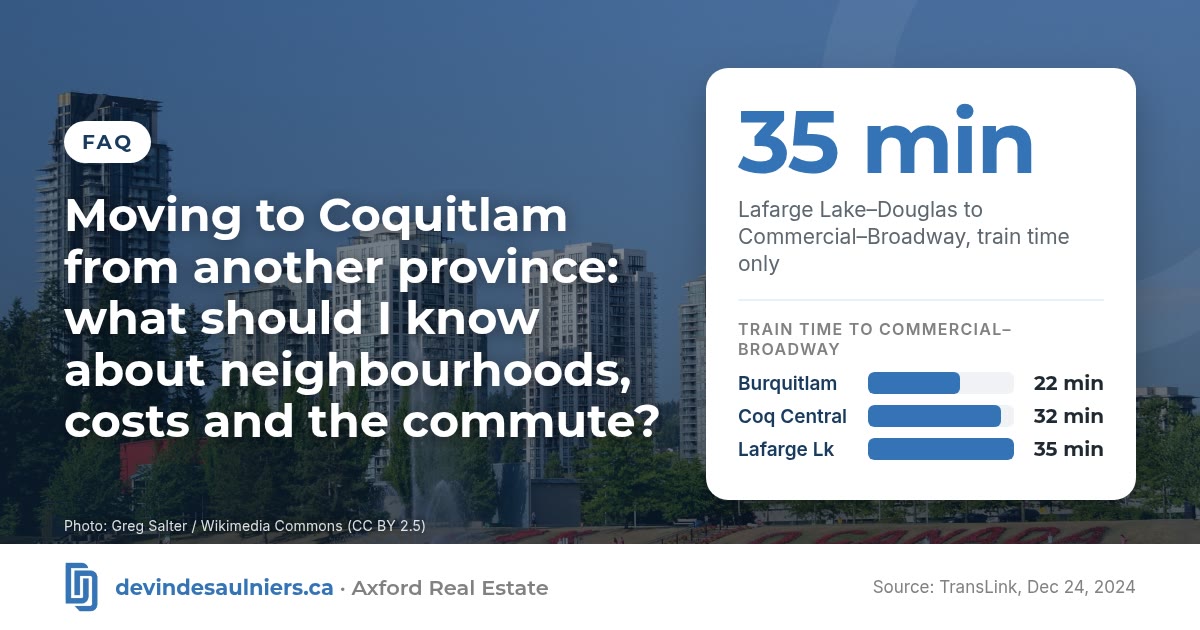 FAQ
Moving to Coquitlam
from another province:
what should I know
about neighbourhoods,
costs and the commute?
Photo: Greg Salter / Wikimedia Commons (CC BY 2.5)
35 min
Lafarge Lake–Douglas to
Commercial–Broadway, train time
only
TRAIN TIME TO COMMERCIAL–
BROADWAY
Burquitlam 22 min
Coq Central 32 min
Lafarge Lk 35 min
O CANADA
devindesaulniers.ca · Axford Real Estate
Source: TransLink, Dec 24, 2024